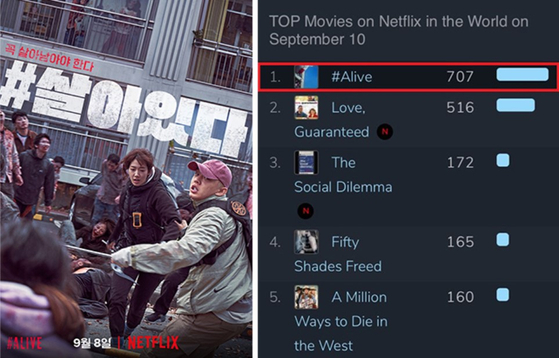 꼭 살아남아야 한다
#살아있다
#ALIVE
9월 8일 | NETFLIX
TOP Movies on Netflix in the World on
September 10
1. #Alive 707
2. Love, 516
Guaranteed N
3. The 172
Social Dilemma
N
4. Fifty 165
Shades Freed
5. A Million 160
Ways to Die in
the West